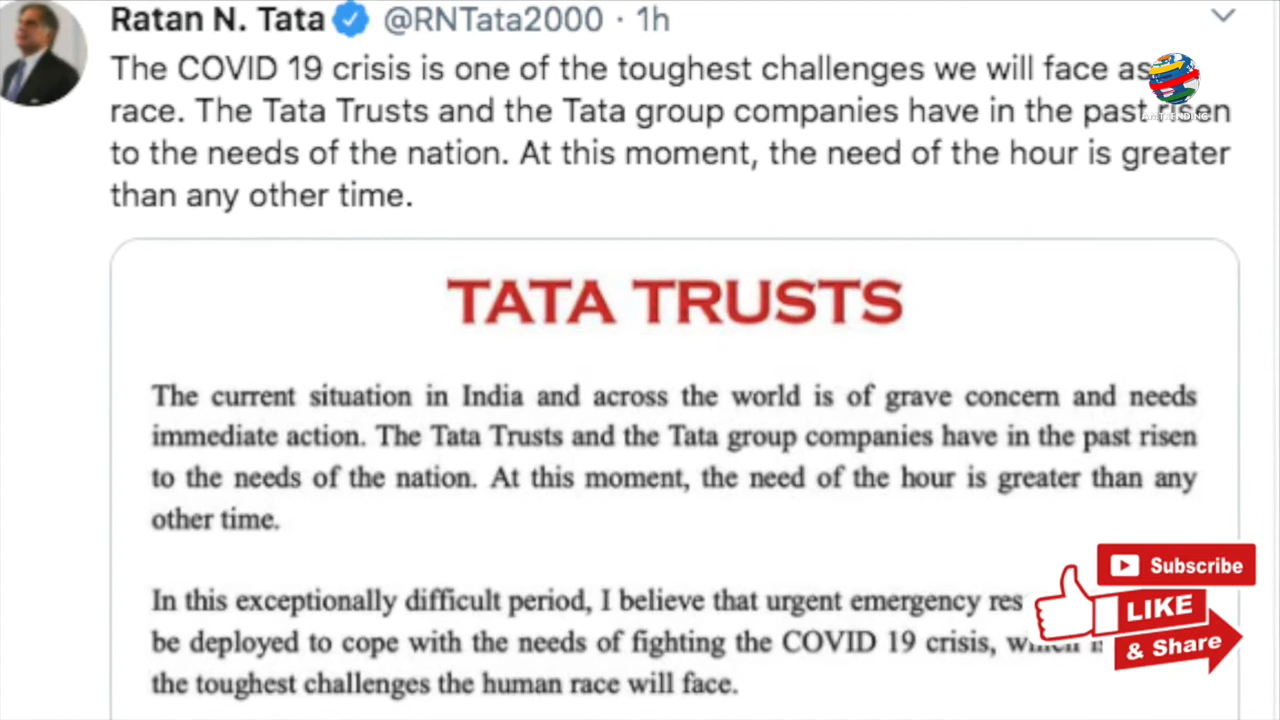 Ratan N. Tata @RNTata2000 · 1h
The COVID 19 crisis is one of the toughest challenges we will face as
race. The Tata Trusts and the Tata group companies have in the past risen
to the needs of the nation. At this moment, the need of the hour is greater
than any other time.
TATA TRUSTS
The current situation in India and across the world is of grave concern and needs
immediate action. The Tata Trusts and the Tata group companies have in the past risen
to the needs of the nation. At this moment, the need of the hour is greater than any
other time.
In this exceptionally difficult period, I believe that urgent emergency
be deployed to cope with the needs of fighting the COVID 19 crisis,
the toughest challenges the human race will face.
Subscribe
LIKE
& Share